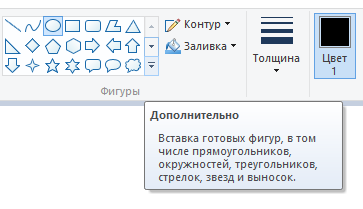 Контур
Заливка
Толщина
Цвет
1
Фигуры
Дополнительно
Вставка готовых фигур, в том
числе прямоугольников,
окружностей, треугольников,
стрелок, звезд и выносок.